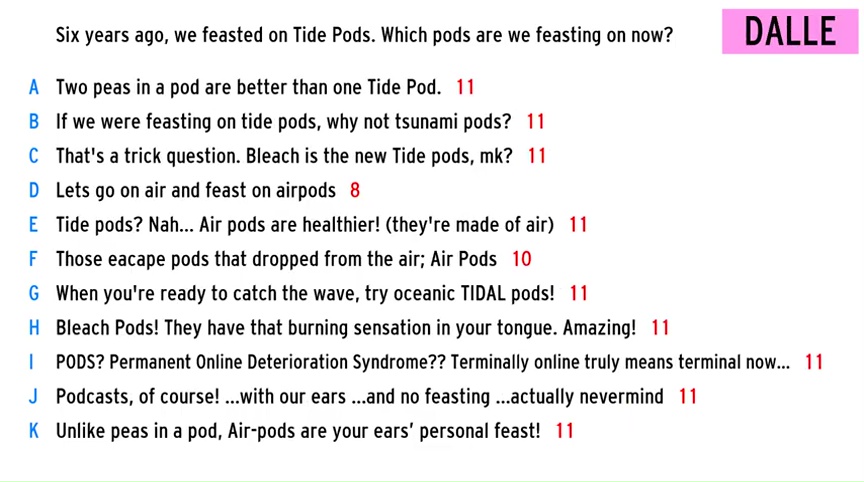 Six years ago, we feasted on Tide Pods. Which pods are we feasting on now?
DALLE
A Two peas in a pod are better than one Tide Pod. 11
B If we were feasting on tide pods, why not tsunami pods? 11
C That's a trick question. Bleach is the new Tide pods, mk? 11
D Lets go on air and feast on airpods 8
E Tide pods? Nah... Air pods are healthier! (they're made of air) 11
F Those eacape pods that dropped from the air; Air Pods 10
G When you're ready to catch the wave, try oceanic TIDAL pods! 11
H Bleach Pods! They have that burning sensation in your tongue. Amazing! 11
I PODS? Permanent Online Deterioration Syndrome?? Terminally online truly means terminal now... 11
J Podcasts, of course! ...with our ears ...and no feasting ...actually nevermind 11
K Unlike peas in a pod, Air-pods are your ears’ personal feast! 11